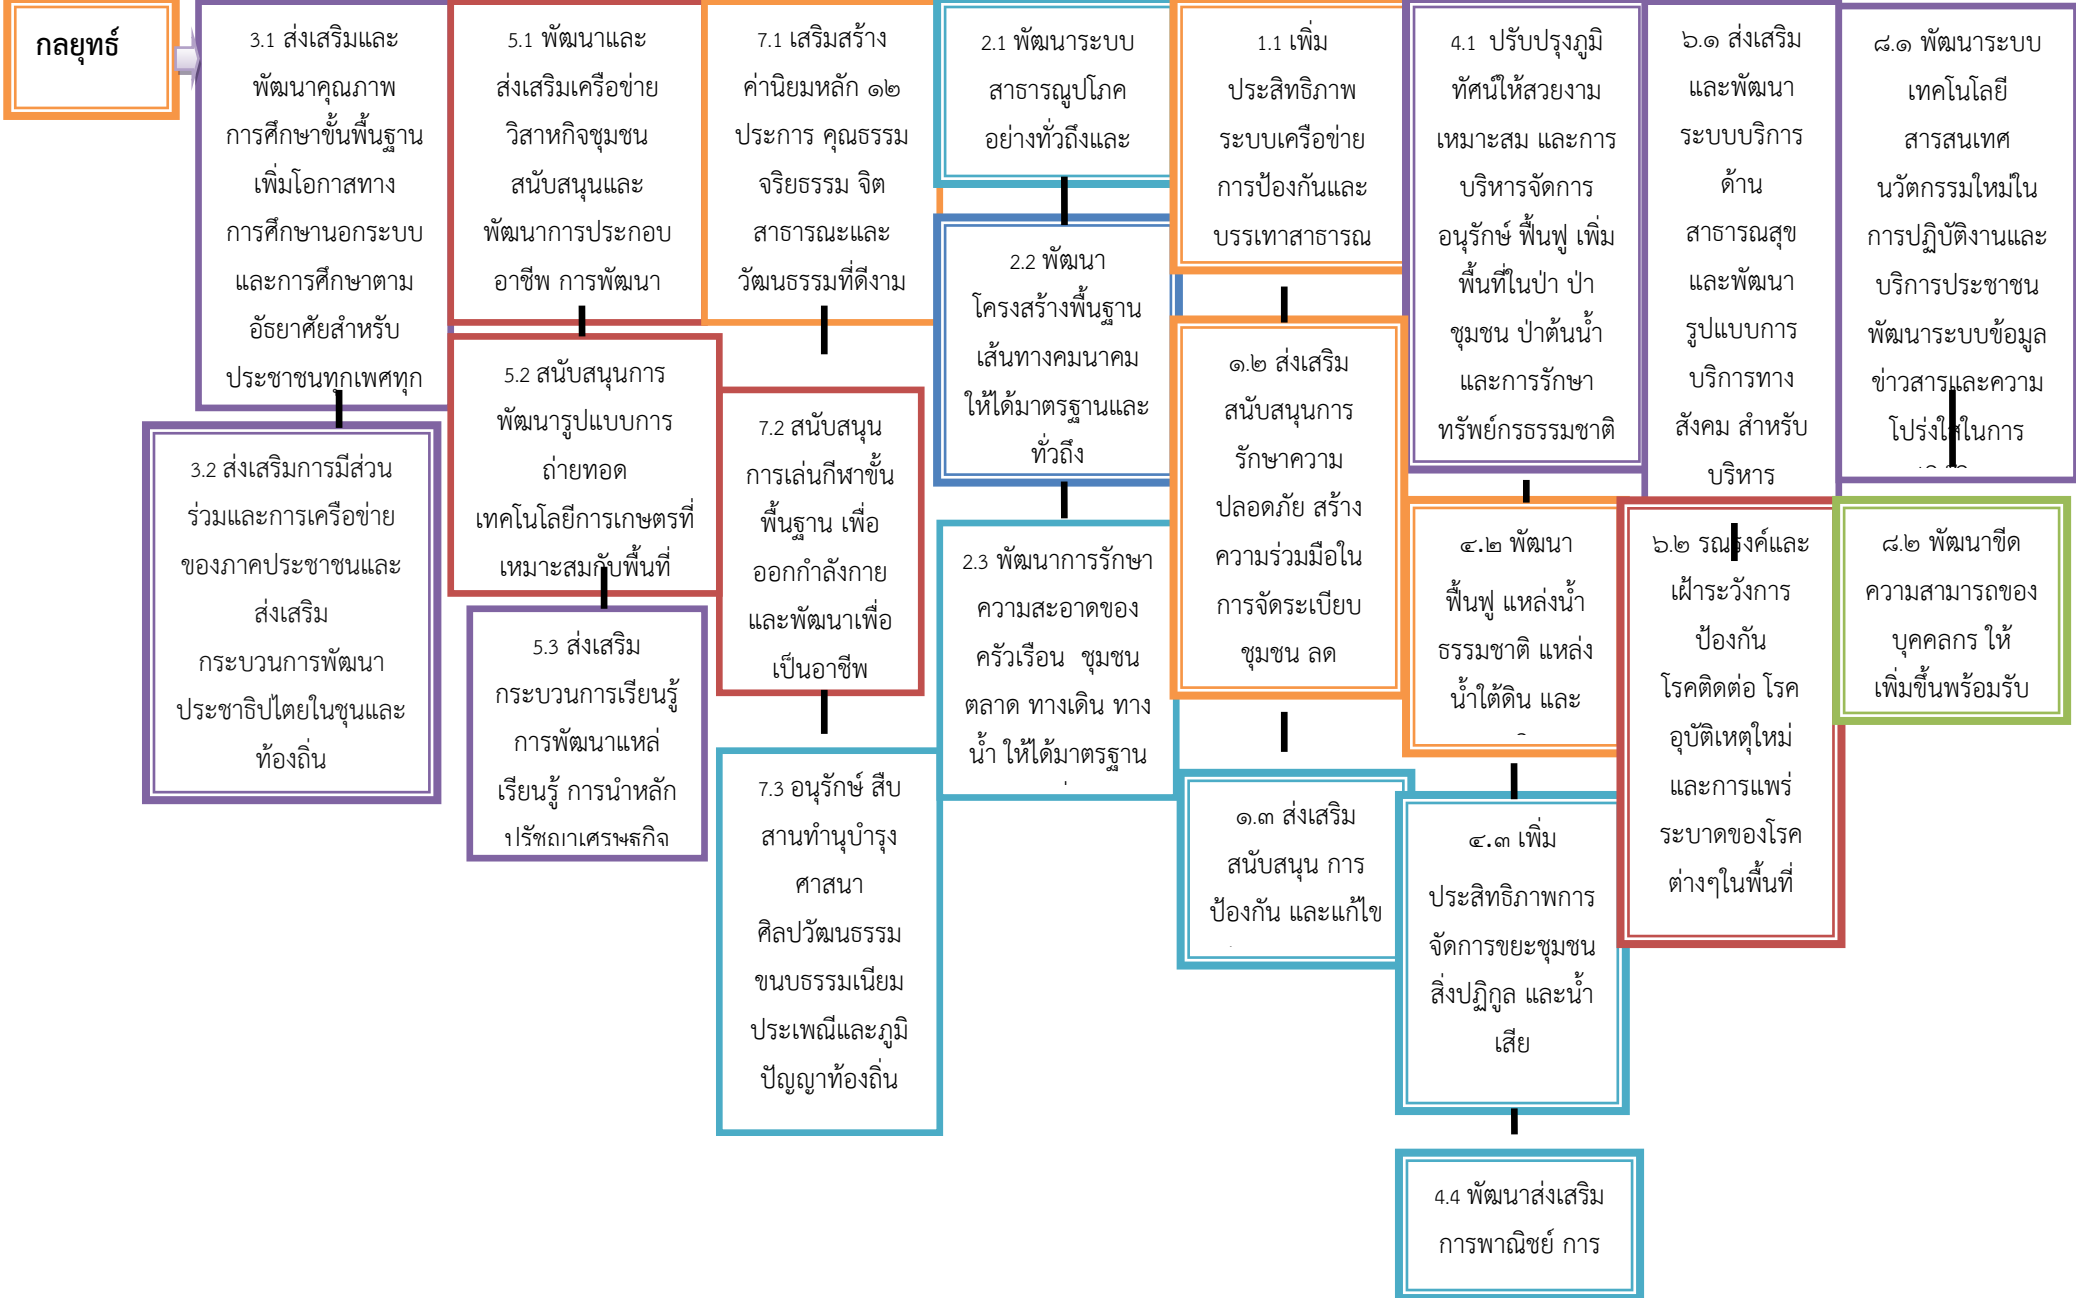 กลยุทธ์
3.1 ส่งเสริมและ
พัฒนาคุณภาพ
การศึกษาขั้นพื้นฐาน
เพิ่มโอกาสทาง
การศึกษานอกระบบ
และการศึกษาตาม
อัธยาศัยสำหรับ
ประชาชนทุกเพศทุก
3.2 ส่งเสริมการมีส่วน
ร่วมและการเครือข่าย
ของภาคประชาชนและ
ส่งเสริม
กระบวนการพัฒนา
ประชาธิปไตยในชุนและ
ท้องถิ่น
5.1 พัฒนาและ
ส่งเสริมเครือข่าย
วิสาหกิจชุมชน
สนับสนุนและ
พัฒนาการประกอบ
อาชีพ การพัฒนา
5.2 สนับสนุนการ
พัฒนารูปแบบการ
ถ่ายทอด
เทคโนโลยีการเกษตรที่
เหมาะสมกับพื้นที่
5.3 ส่งเสริม
กระบวนการเรียนรู้
การพัฒนาแหล่
เรียนรู้ การนำหลัก
ปรัชญาเศรษฐกิจ
7.1 เสริมสร้าง
ค่านิยมหลัก ๑๒
ประการ คุณธรรม
จริยธรรม จิต
สาธารณะและ
วัฒนธรรมที่ดีงาม
7.2 สนับสนุน
การเล่นกีฬาขั้น
พื้นฐาน เพื่อ
ออกกำลังกาย
และพัฒนาเพื่อ
เป็นอาชีพ
7.3 อนุรักษ์ สืบ
สานทำนุบำรุง
ศาสนา
ศิลปวัฒนธรรม
ขนบธรรมเนียม
ประเพณีและภูมิ
ปัญญาท้องถิ่น
2.1 พัฒนาระบบ
สาธารณูปโภค
อย่างทั่วถึงและ
2.2 พัฒนา
โครงสร้างพื้นฐาน
เส้นทางคมนาคม
ให้ได้มาตรฐานและ
ทั่วถึง
2.3 พัฒนาการรักษา
ความสะอาดของ
ครัวเรือน ชุมชน
ตลาด ทางเดิน ทาง
น้ำ ให้ได้มาตรฐาน
1.1 เพิ่ม
ประสิทธิภาพ
ระบบเครือข่าย
การป้องกันและ
บรรเทาสาธารณ
๑.๒ ส่งเสริม
สนับสนุนการ
รักษาความ
ปลอดภัย สร้าง
ความร่วมมือใน
การจัดระเบียบ
ชุมชน ลด
๑.๓ ส่งเสริม
สนับสนุน การ
ป้องกัน และแก้ไข
4.1 ปรับปรุงภูมิ
ทัศน์ให้สวยงาม
เหมาะสม และการ
บริหารจัดการ
อนุรักษ์ ฟื้นฟู เพิ่ม
พื้นที่ในป่า ป่า
ชุมชน ป่าต้นน้ำ
และการรักษา
ทรัพย์กรธรรมชาติ
๔.๒ พัฒนา
ฟื้นฟู แหล่งน้ำ
ธรรมชาติ แหล่ง
น้ำใต้ดิน และ
๔.๓ เพิ่ม
ประสิทธิภาพการ
จัดการขยะชุมชน
สิ่งปฏิกูล และน้ำ
เสีย
4.4 พัฒนาส่งเสริม
การพาณิชย์ การ
๖.๑ ส่งเสริม
และพัฒนา
ระบบบริการ
ด้าน
สาธารณสุข
และพัฒนา
รูปแบบการ
บริการทาง
สังคม สำหรับ
บริหาร
๖.๒ รณรงค์และ
เฝ้าระวังการ
ป้องกัน
โรคติดต่อ โรค
อุบัติเหตุใหม่
และการแพร่
ระบาดของโรค
ต่างๆในพื้นที่
๘.๑ พัฒนาระบบ
เทคโนโลยี
สารสนเทศ
นวัตกรรมใหม่ใน
การปฏิบัติงานและ
บริการประชาชน
พัฒนาระบบข้อมูล
ข่าวสารและความ
โปร่งใสในการ
๘.๒ พัฒนาขีด
ความสามารถของ
บุคคลกร ให้
เพิ่มขึ้นพร้อมรับ